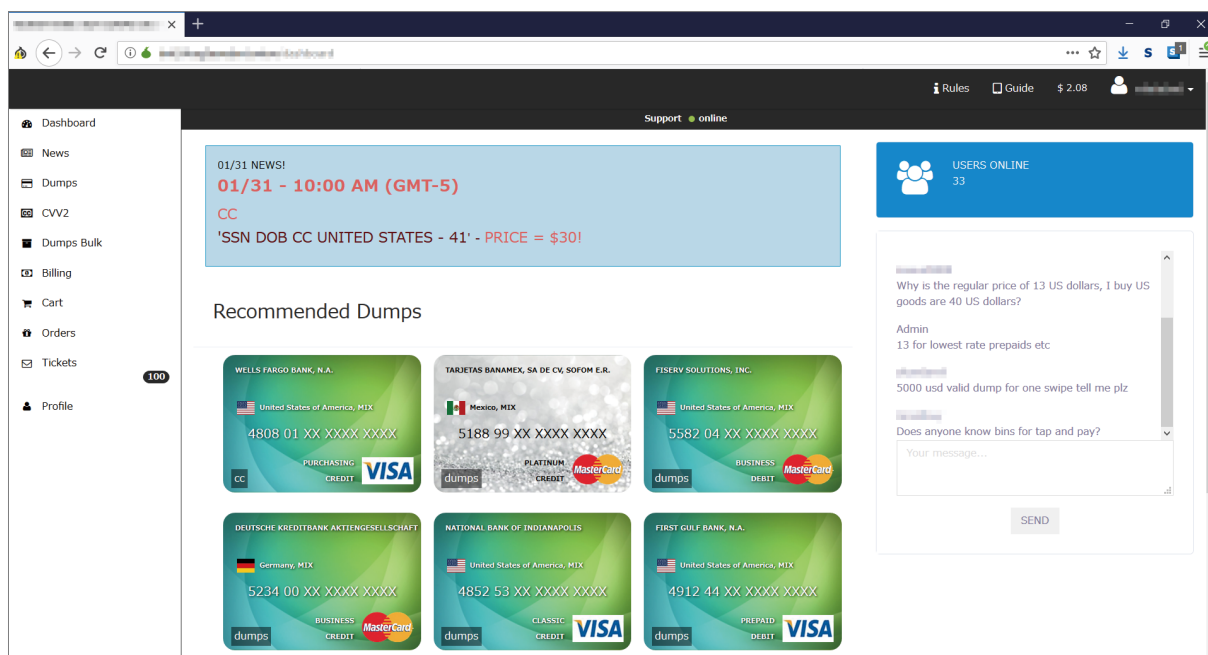 Rules
Guide
$ 2.08
Support online
Dashboard
News
Dumps
CVV2
Dumps Bulk
Billing
Cart
Orders
Tickets
100
Profile
01/31 NEWS!
01/31 - 10:00 AM (GMT-5)
CC
'SSN DOB CC UNITED STATES - 41' - PRICE = $30!
Recommended Dumps
WELLS FARGO BANK, N.A.
United States of America, MIX
4808 01 XX XXXX XXXX
PURCHASING
CREDIT
VISA
cc
TARJETAS BANAMEX, SA DE CV, SOFOM E.R.
Mexico, MIX
5188 99 XX XXXX XXXX
PLATINUM
CREDIT
MasterCard
dumps
FISERV SOLUTIONS, INC.
United States of America, MIX
5582 04 XX XXXX XXXX
BUSINESS
DEBIT
MasterCard
dumps
DEUTSCHE KREDITBANK AKTIENGESELLSCHAFT
Germany, MIX
5234 00 XX XXXX XXXX
BUSINESS
CREDIT
MasterCard
dumps
NATIONAL BANK OF INDIANAPOLIS
United States of America, MIX
4852 53 XX XXXX XXXX
CLASSIC
CREDIT
VISA
dumps
FIRST GULF BANK, N.A.
United States of America, MIX
4912 44 XX XXXX XXXX
PREPAID
DEBIT
VISA
dumps
USERS ONLINE
33
Why is the regular price of 13 US dollars, I buy US
goods are 40 US dollars?
Admin
13 for lowest rate prepaids etc
5000 usd valid dump for one swipe tell me plz
Does anyone know bins for tap and pay?
Your message...
SEND